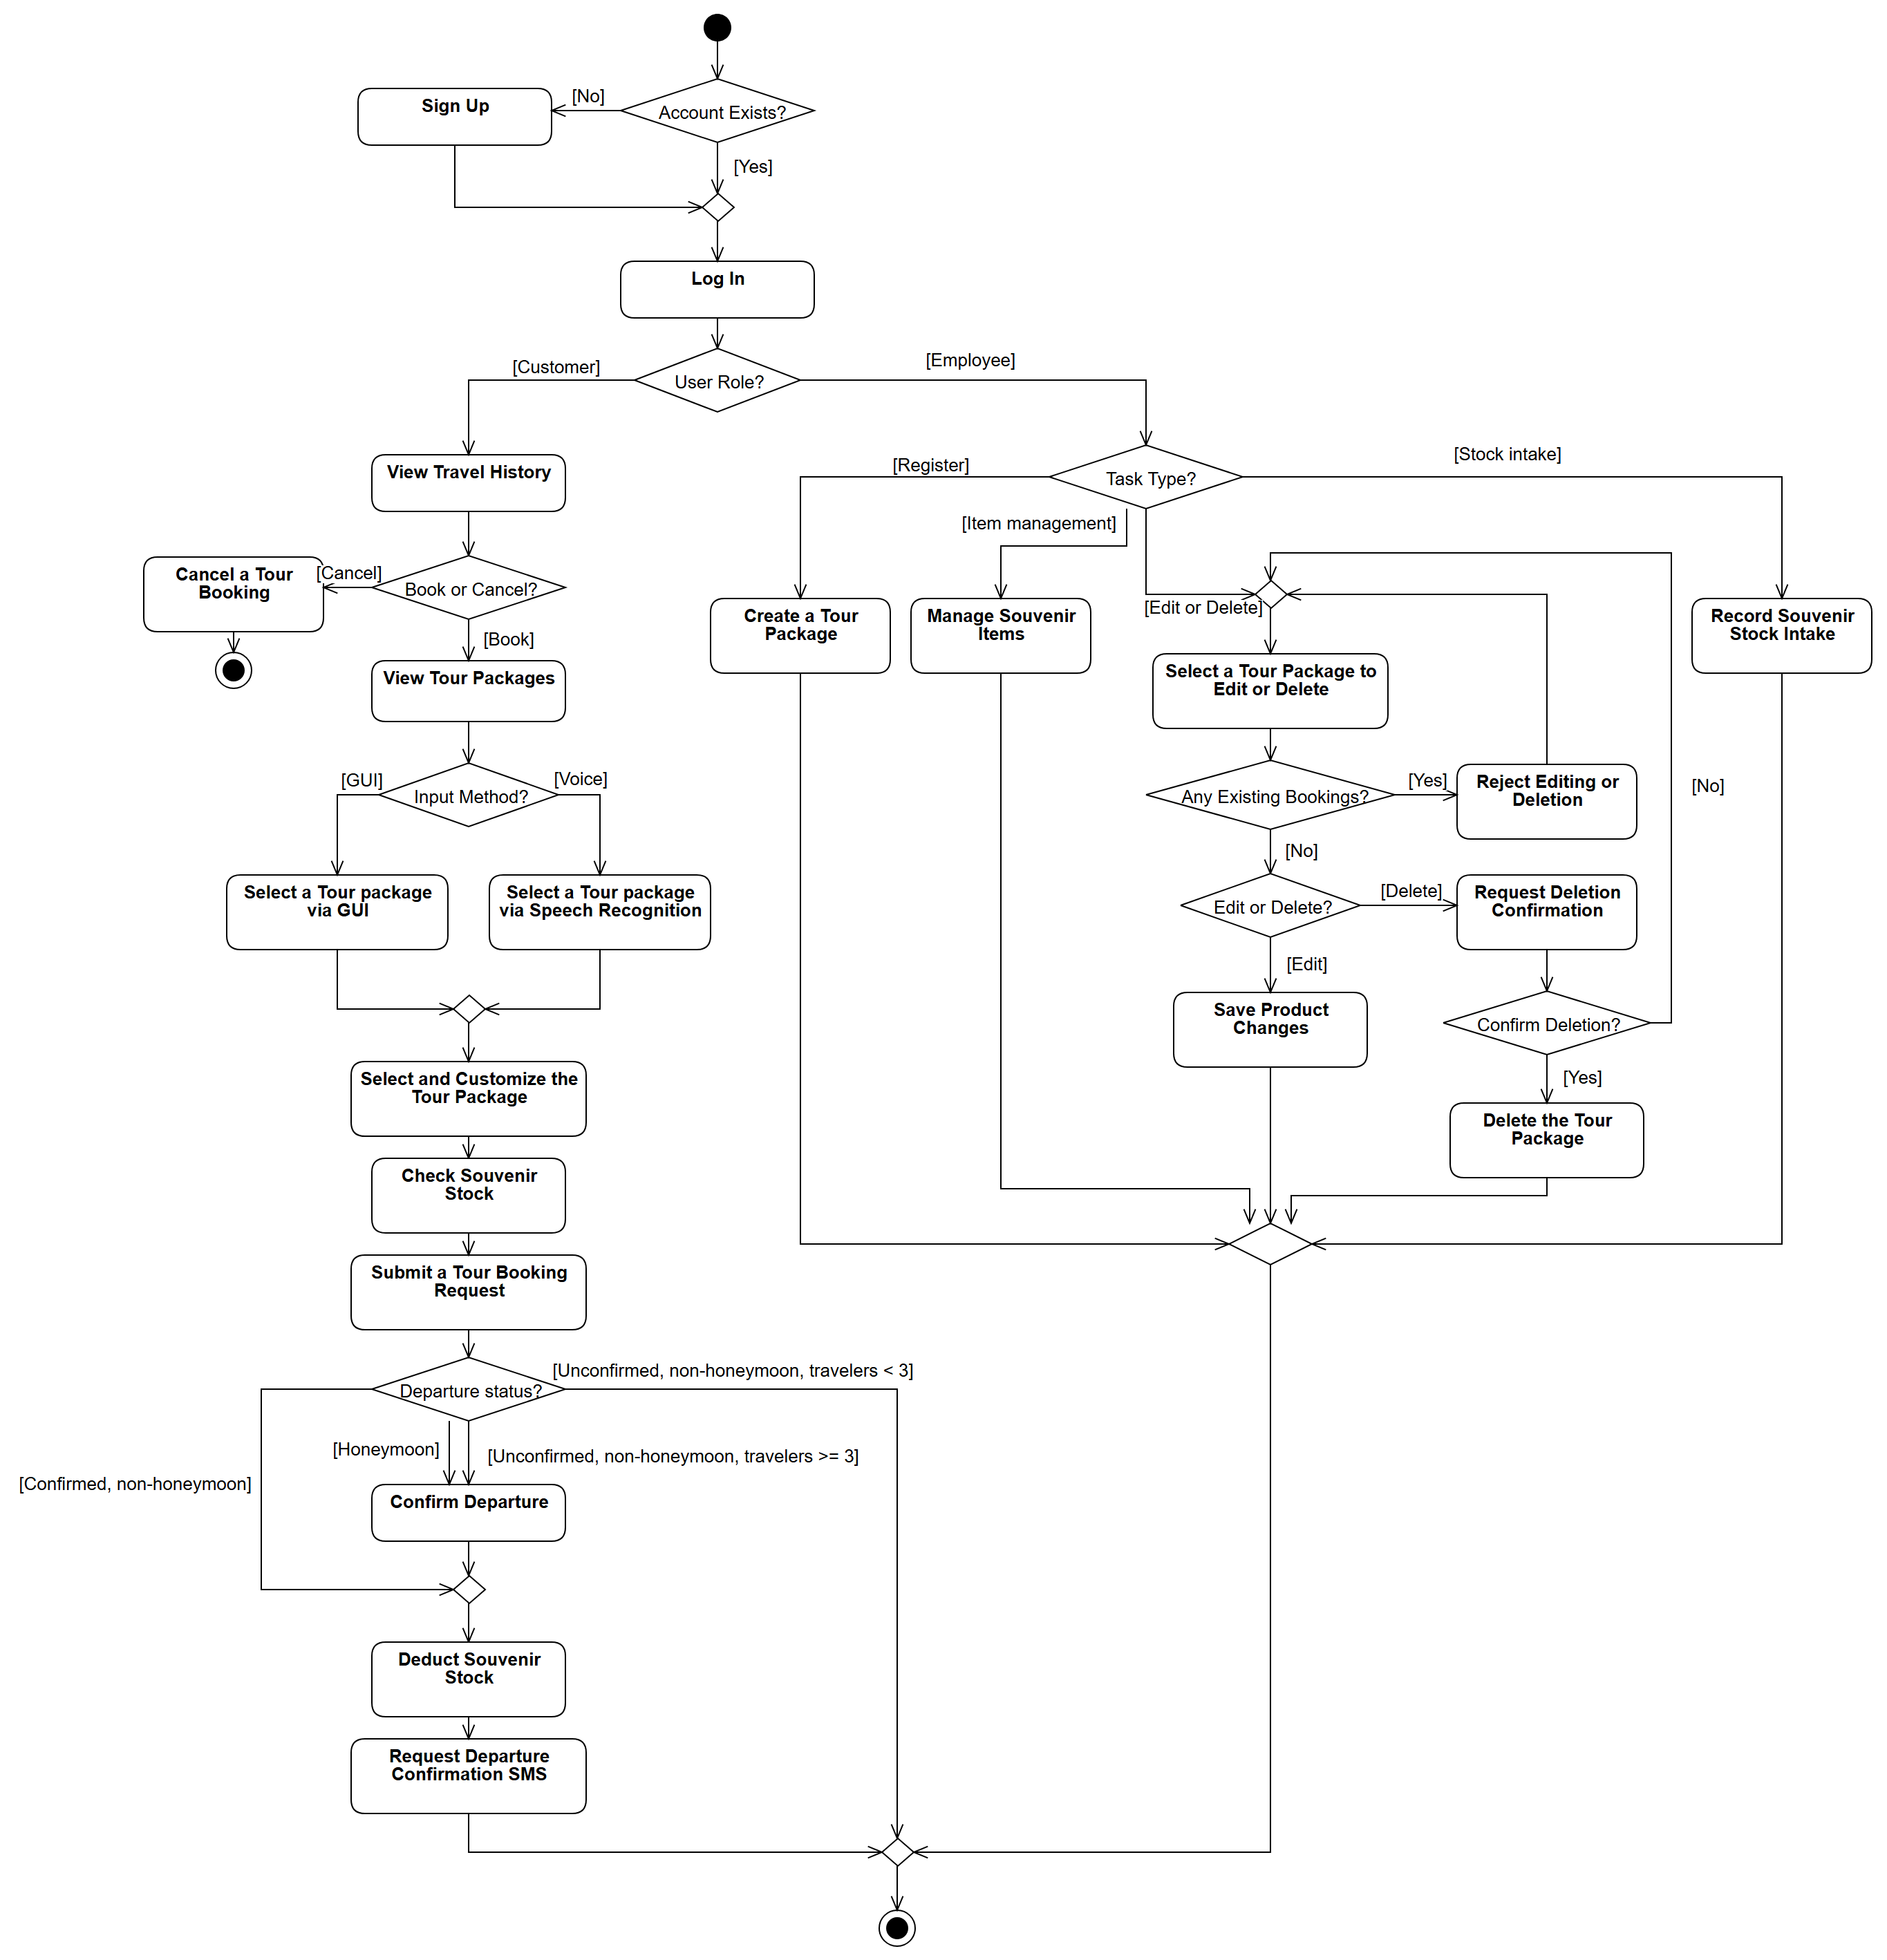 Account Exists?
[No]
Sign Up
[Yes]
Log In
User Role?
[Customer]
[Employee]
View Travel History
Book or Cancel?
[Cancel]
Cancel a Tour
Booking
[Book]
View Tour Packages
Input Method?
[GUI]
[Voice]
Select a Tour package
via GUI
Select a Tour package
via Speech Recognition
Select and Customize the
Tour Package
Check Souvenir
Stock
Submit a Tour Booking
Request
Departure status?
[Unconfirmed, non-honeymoon, travelers < 3]
[Honeymoon]
[Unconfirmed, non-honeymoon, travelers >= 3]
[Confirmed, non-honeymoon]
Confirm Departure
Deduct Souvenir
Stock
Request Departure
Confirmation SMS
Task Type?
[Register]
[Item management]
[Edit or Delete]
[Stock intake]
Create a Tour
Package
Manage Souvenir
Items
Select a Tour Package to
Edit or Delete
Record Souvenir
Stock Intake
Any Existing Bookings?
[Yes]
Reject Editing or
Deletion
[No]
[No]
Edit or Delete?
[Delete]
Request Deletion
Confirmation
[Edit]
Save Product
Changes
Confirm Deletion?
[Yes]
Delete the Tour
Package